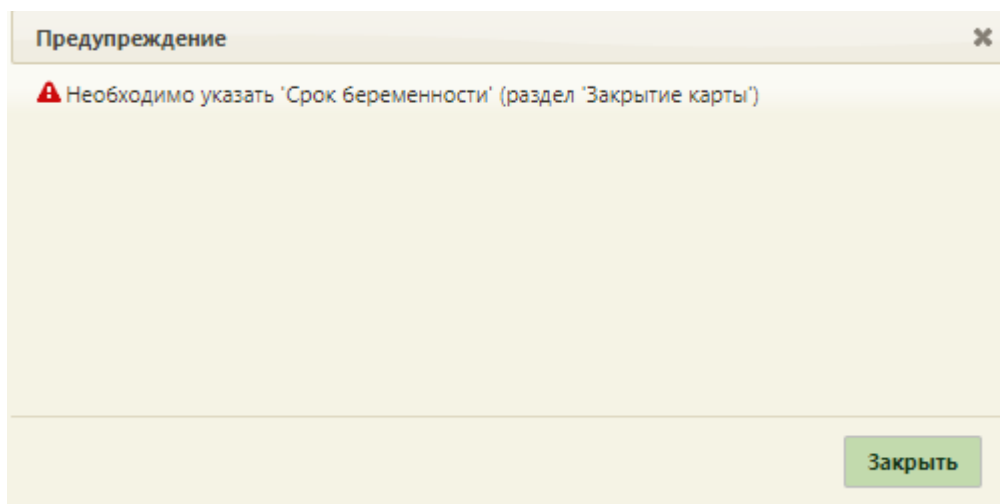 Предупреждение
Необходимо указать 'Срок беременности' (раздел 'Закрытие карты')
Закрыть